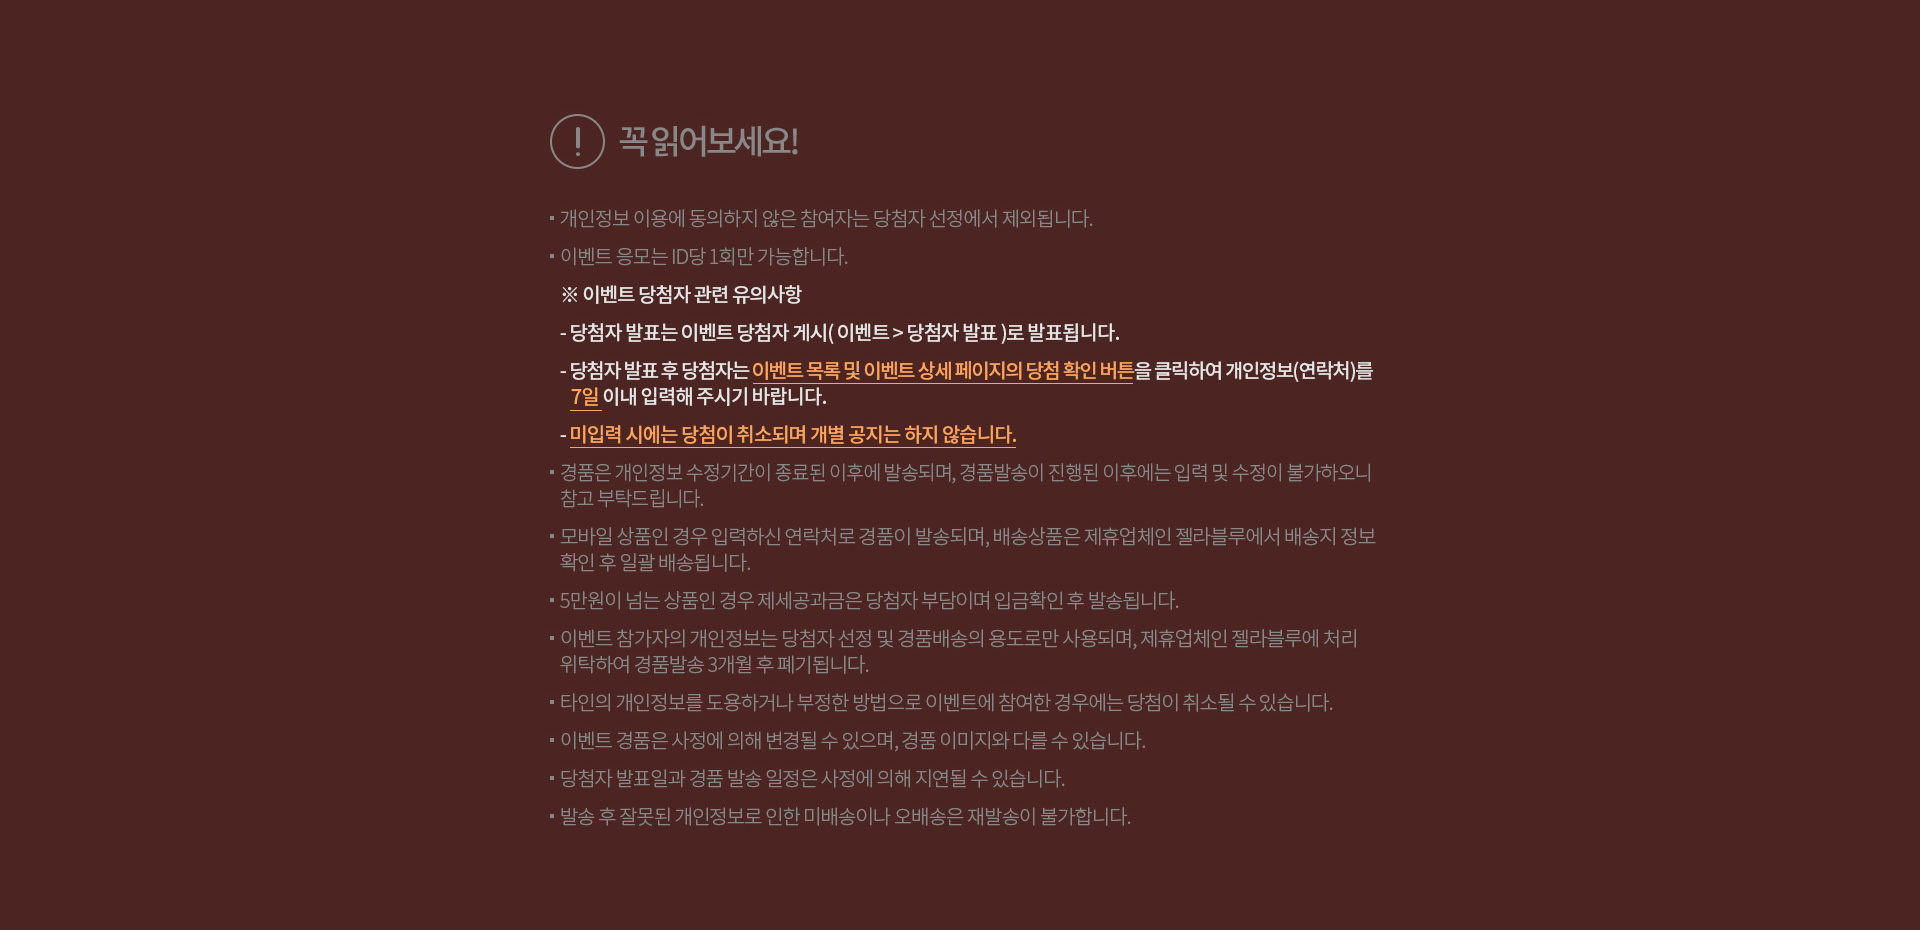 꼭 읽어보세요!
개인정보 이용에 동의하지 않은 참여자는 당첨자 선정에서 제외됩니다.
이벤트 응모는 ID당 1회만 가능합니다.
※ 이벤트 당첨자 관련 유의사항
- 당첨자 발표는 이벤트 당첨자 게시( 이벤트 > 당첨자 발표 )로 발표됩니다.
- 당첨자 발표 후 당첨자는 이벤트 목록 및 이벤트 상세 페이지의 당첨 확인 버튼을 클릭하여 개인정보(연락처)를
7일 이내 입력해 주시기 바랍니다.
- 미입력 시에는 당첨이 취소되며 개별 공지는 하지 않습니다.
경품은 개인정보 수정기간이 종료된 이후에 발송되며, 경품발송이 진행된 이후에는 입력 및 수정이 불가하오니
참고 부탁드립니다.
모바일 상품인 경우 입력하신 연락처로 경품이 발송되며, 배송상품은 제휴업체인 젤라블루에서 배송지 정보
확인 후 일괄 배송됩니다.
5만원이 넘는 상품인 경우 제세공과금은 당첨자 부담이며 입금확인 후 발송됩니다.
이벤트 참가자의 개인정보는 당첨자 선정 및 경품배송의 용도로만 사용되며, 제휴업체인 젤라블루에 처리
위탁하여 경품발송 3개월 후 폐기됩니다.
타인의 개인정보를 도용하거나 부정한 방법으로 이벤트에 참여한 경우에는 당첨이 취소될 수 있습니다.
이벤트 경품은 사정에 의해 변경될 수 있으며, 경품 이미지와 다를 수 있습니다.
당첨자 발표일과 경품 발송 일정은 사정에 의해 지연될 수 있습니다.
발송 후 잘못된 개인정보로 인한 미배송이나 오배송은 재발송이 불가합니다.